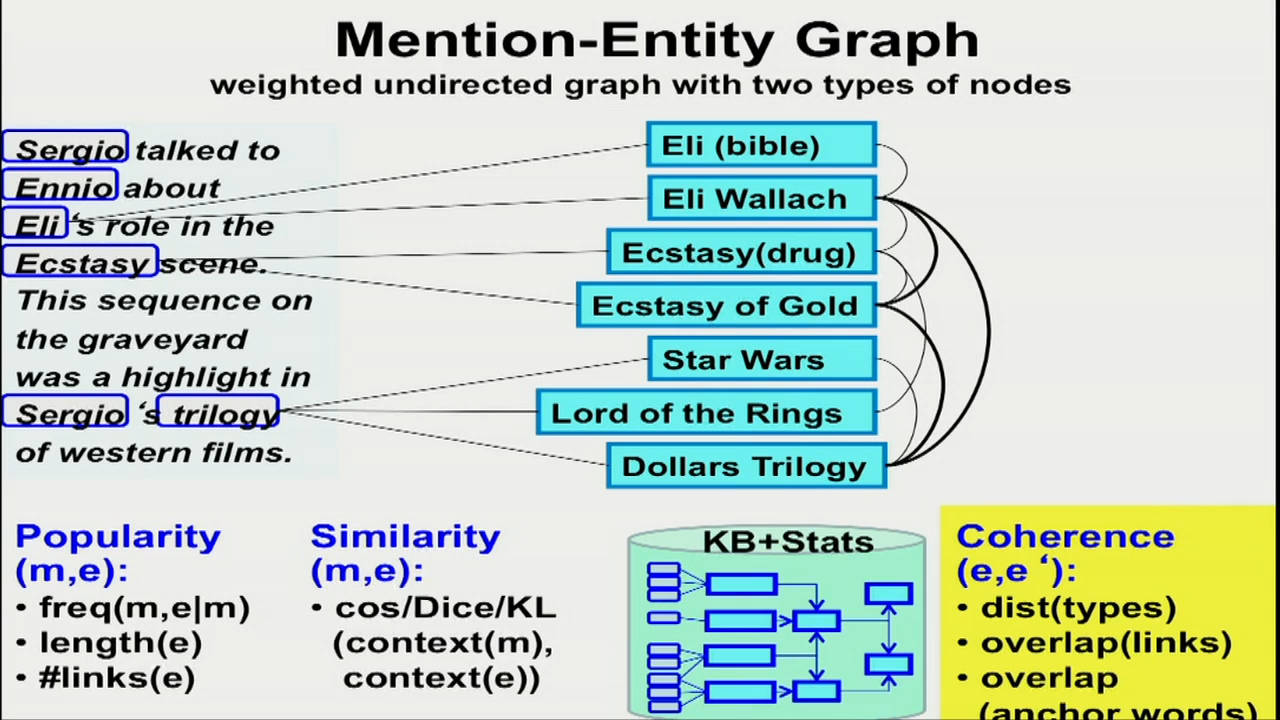 Mention-Entity Graph
weighted undirected graph with two types of nodes
Sergio talked to
Ennio about
Eli ‘s role in the
Ecstasy scene.
This sequence on
the graveyard
was a highlight in
Sergio ‘s trilogy
of western films.
Eli (bible)
Eli Wallach
Ecstasy(drug)
Ecstasy of Gold
Star Wars
Lord of the Rings
Dollars Trilogy
Popularity
(m,e):
• freq(m,e|m)
• length(e)
• #links(e)
Similarity
(m,e):
• cos/Dice/KL
(context(m),
context(e))
KB+Stats
Coherence
(e,e ‘):
• dist(types)
• overlap(links)
• overlap
(anchor words)